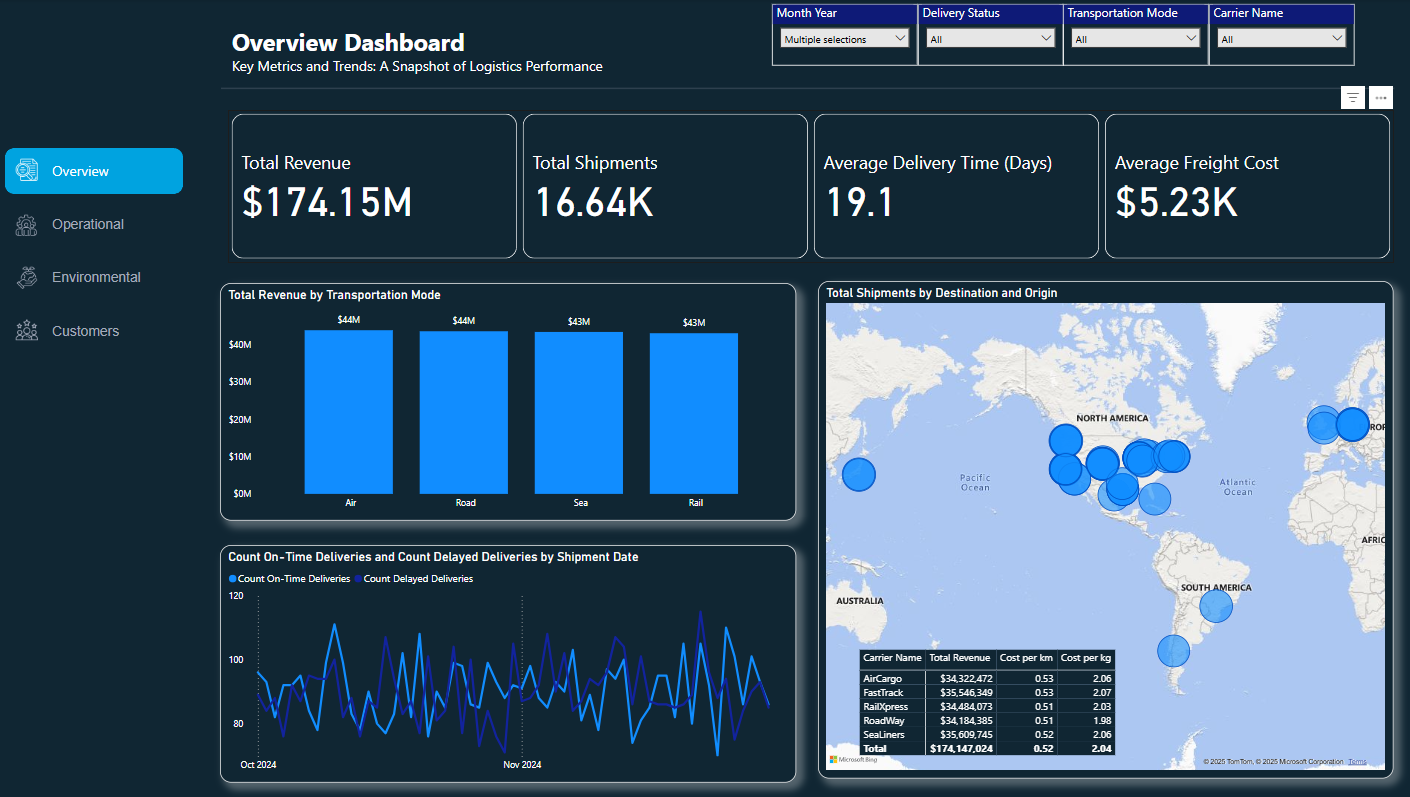 Month Year
Delivery Status
Transportation Mode
Carrier Name
Multiple selections
All
All
All
Overview Dashboard
Key Metrics and Trends: A Snapshot of Logistics Performance
Overview
Operational
Environmental
Customers
Total Revenue
$174.15M
Total Shipments
16.64K
Average Delivery Time (Days)
19.1
Average Freight Cost
$5.23K
Total Revenue by Transportation Mode
$44M
$44M
$43M
$43M
$40M
$30M
$20M
$10M
$0M
Air
Road
Sea
Rail
Count On-Time Deliveries and Count Delayed Deliveries by Shipment Date
Count On-Time Deliveries
Count Delayed Deliveries
120
100
80
Oct 2024
Nov 2024
Total Shipments by Destination and Origin
NORTH AMERICA
ROP
Pacific
Ocean
Atlantic
Ocean
AFRIC
SOUTH AMERICA
AUSTRALIA
Carrier Name Total Revenue Cost per km Cost per kg
AirCargo $34,322,472 0.53 2.06
FastTrack $35,546,349 0.53 2.07
RailXpress $34,484,073 0.51 2.03
RoadWay $34,184,385 0.51 1.98
SeaLiners $35,609,745 0.52 2.06
Total $174,147,024 0.52 2.04
Microsoft Bing
© 2025 TomTom, © 2025 Microsoft Corporation Terms